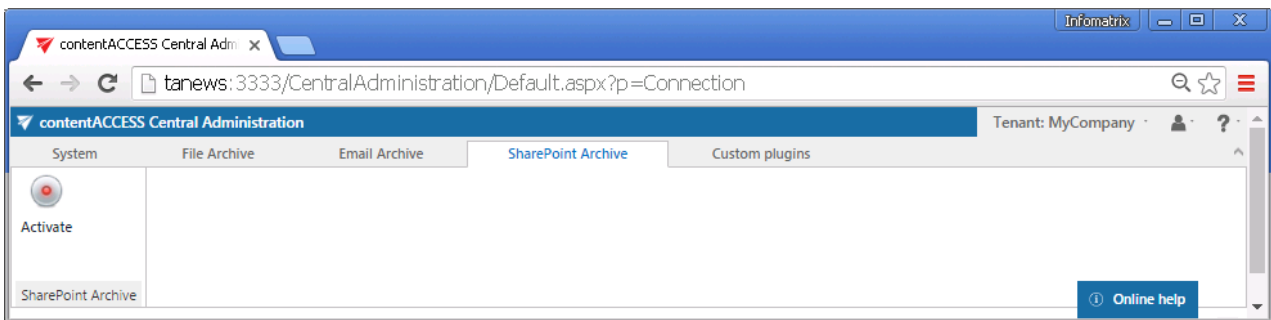 Infomatrix
contentACCESS Central Adm
tanews:3333/CentralAdministration/Default.aspx?p=Connection
contentACCESS Central Administration
Tenant: MyCompany
?
System File Archive Email Archive SharePoint Archive Custom plugins
Activate
SharePoint Archive
Online help